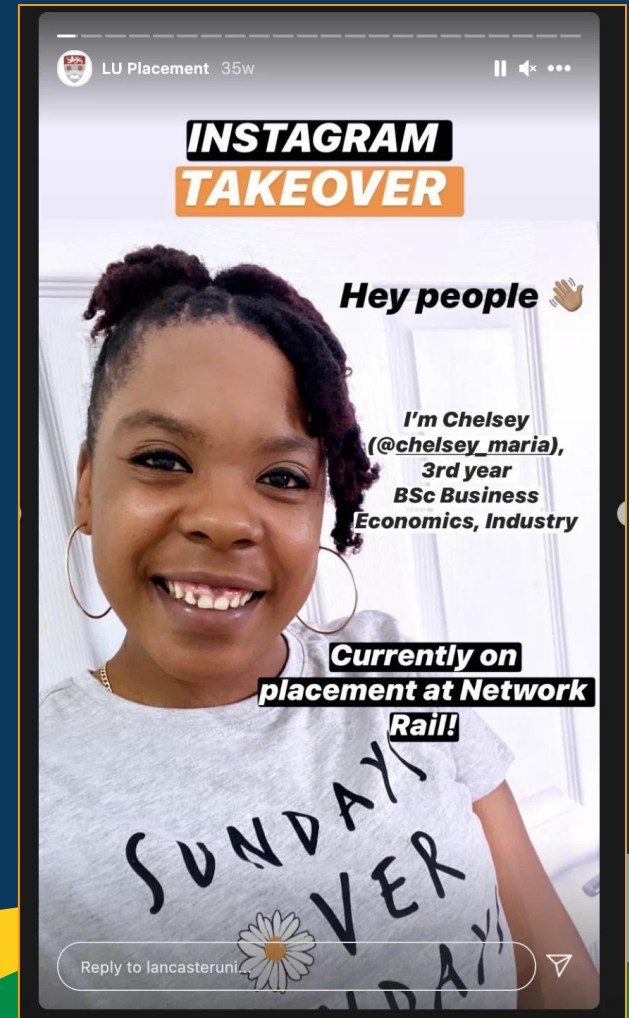 LU Placement 35w
INSTAGRAM
TAKEOVER
Hey people 👋🏽
I'm Chelsey
(@chelsey_maria),
3rd year
BSc Business
Economics, Industry
Currently on
placement at Network
Rail!
SUNDAYS
OVER
Reply to lancasteruni...